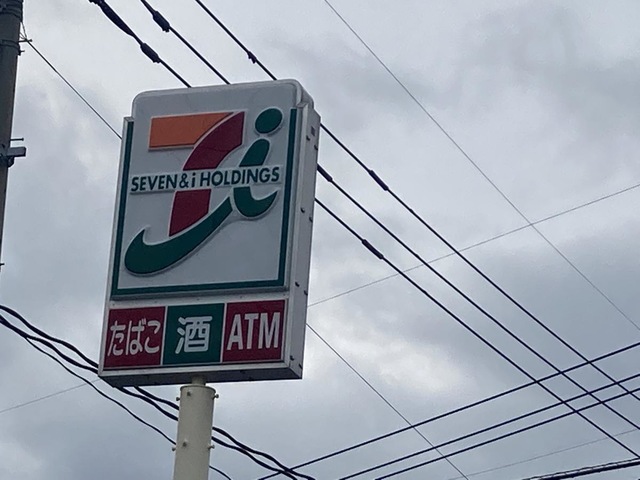 SEVEN&i HOLDINGS
たばこ 酒 ATM